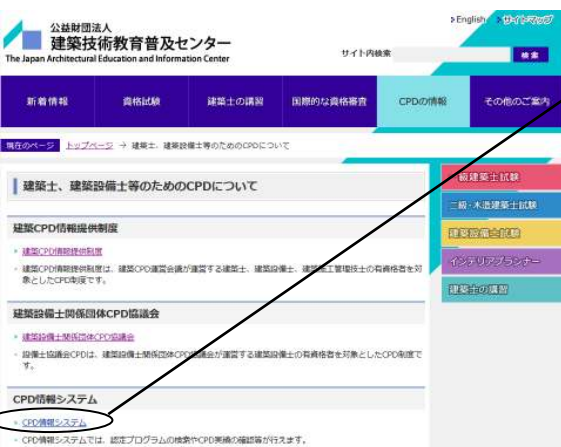 公益財団法人
建築技術教育普及センター
The Japan Architectural Education and Information Center
>English >サイトマップ
サイト内検索
検索
新着情報
資格試験
建築士の講習
国際的な資格審査
CPDの情報
その他のご案内
現在のページ トップページ → 建築士、建築設備士等のためのCPDについて
建築士、建築設備士等のためのCPDについて
建築CPD情報提供制度
建築CPD情報提供制度
建築CPD情報提供制度は、建築CPD運営会議が運営する建築士、建築設備士、建築施工管理技士の有資格者を対
象としたCPD制度です。
建築設備士関係団体CPD協議会
建築設備士関係団体CPD協議会
設備士協議会CPDは、建築設備士関係団体CPD協議会が運営する建築設備士の有資格者を対象としたCPD制度で
す。
CPD情報システム
CPD情報システム
CPD情報システムでは、認定プログラムの検索やCPD実績の確認等が行えます。
一級建築士試験
二級・木造建築士試験
建築設備士試験
インテリアプランナー
建築士の講習